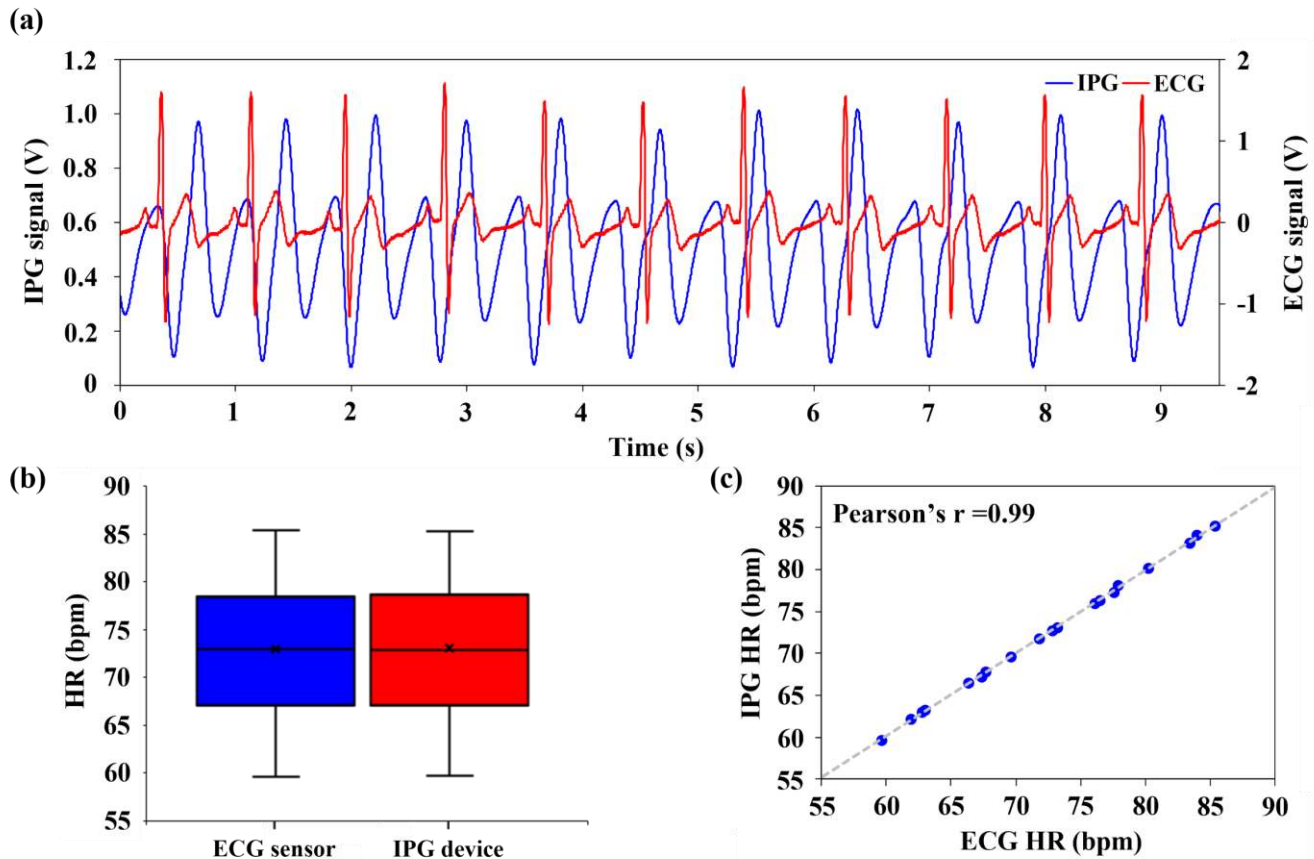 (a)
IPG signal (V)
1.2
1.0
0.8
0.6
0.4
0.2
0
IPG ECG
2
1
0
-1
-2
ECG signal (V)
0 1 2 3 4 5 6 7 8 9
Time (s)
(b)
HR (bpm)
90
85
80
75
70
65
60
55
ECG sensor IPG device
(c)
IPG HR (bpm)
90
85
80
75
70
65
60
55
Pearson's r =0.99
55 60 65 70 75 80 85 90
ECG HR (bpm)